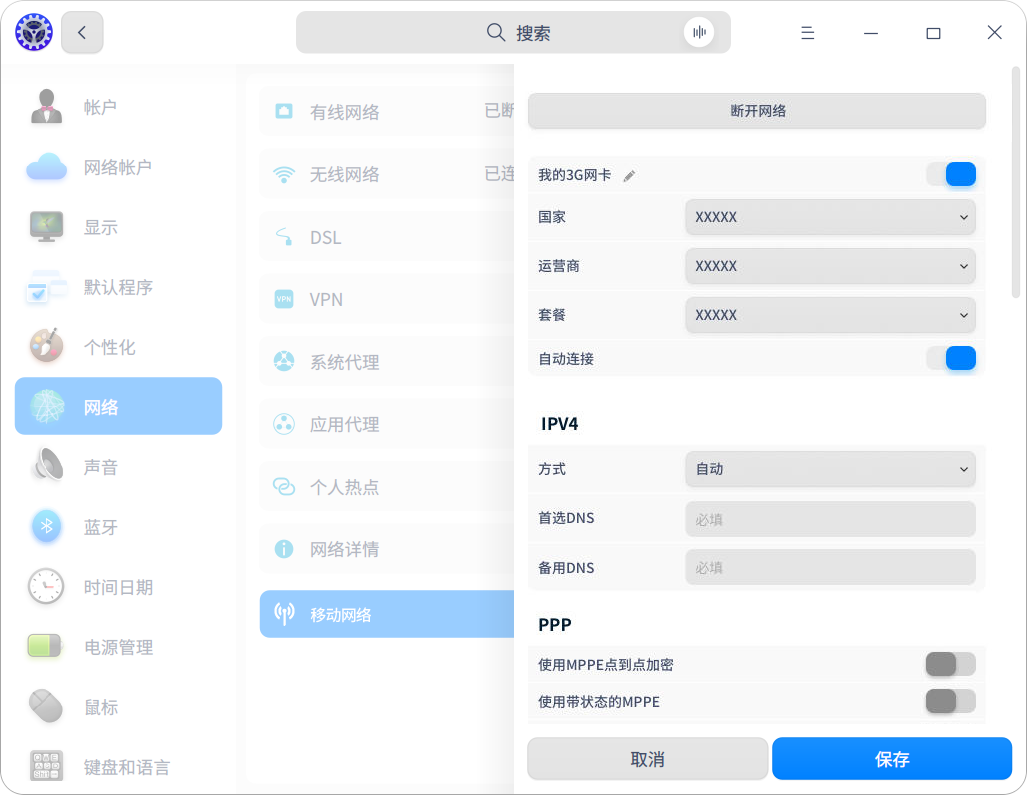 搜索
帐户
网络帐户
显示
默认程序
个性化
网络
声音
蓝牙
时间日期
电源管理
鼠标
键盘和语言
有线网络 已断
无线网络 已连
DSL
VPN VPN
系统代理
应用代理
个人热点
网络详情
移动网络
断开网络
我的3G网卡
国家 XXXXX
运营商 XXXXX
套餐 XXXXX
自动连接
IPV4
方式 自动
首选DNS 必填
备用DNS 必填
PPP
使用MPPE点到点加密
使用带状态的MPPE
取消 保存